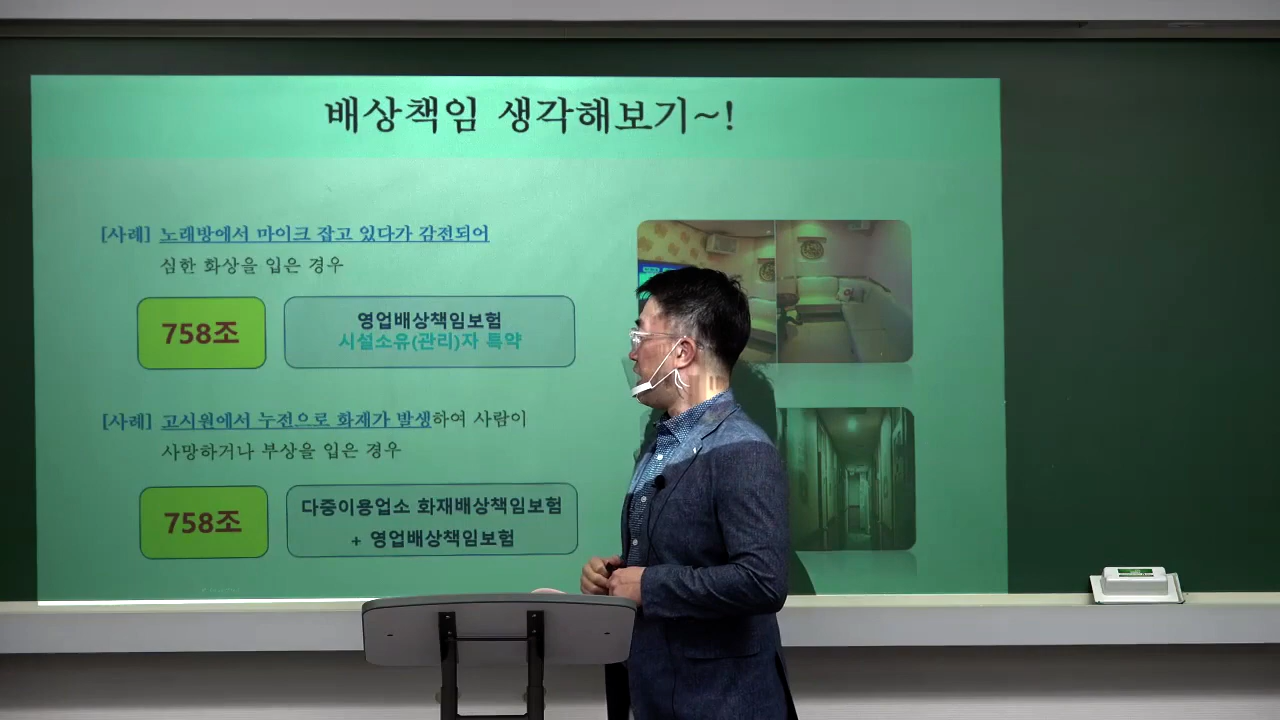 배상책임 생각해보기~!
[사례] 노래방에서 마이크 잡고 있다가 감전되어
심한 화상을 입은 경우
758조
영업배상책임보험
시설소유(관리)자 특약
[사례] 고시원에서 누전으로 화재가 발생하여 사람이
사망하거나 부상을 입은 경우
758조
다중이용업소 화재배상책임보험
+ 영업배상책임보험